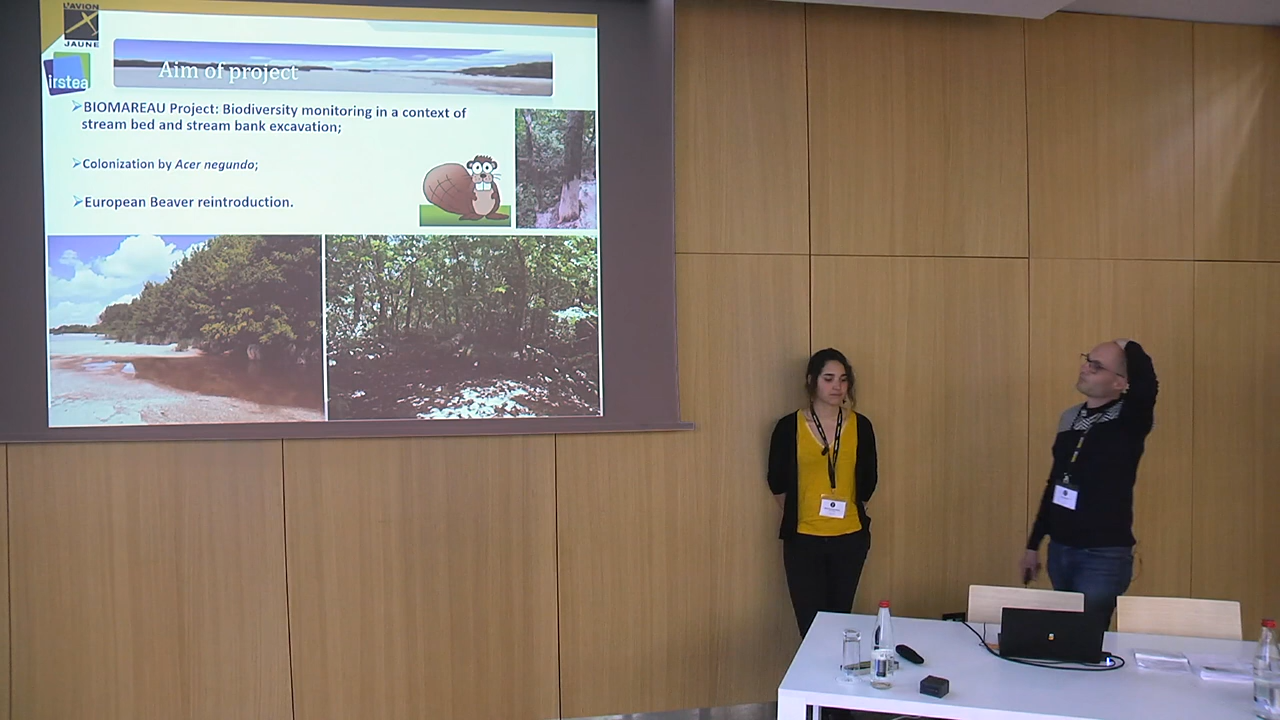 L'AVION
JAUNE
irstea
Aim of project
BIOMAREAU Project: Biodiversity monitoring in a context of
stream bed and stream bank excavation;
Colonization by Acer negundo;
European Beaver reintroduction.